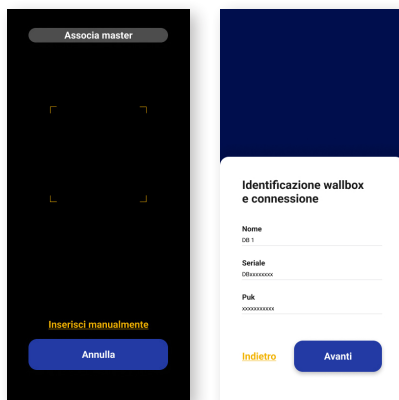 Associa master
Inserisci manualmente
Annulla
Identificazione wallbox
e connessione
Nome
DB 1
Seriale
DBxxxxxxxx
Puk
xxxxxxxxxxx
Indietro
Avanti